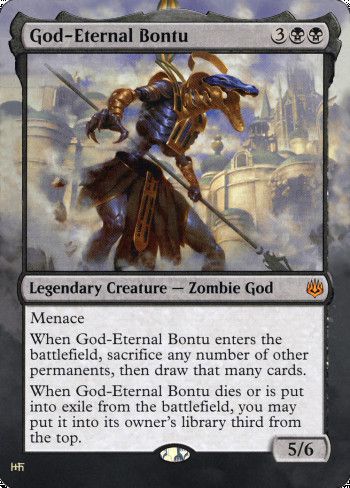 God-Eternal Bontu 3
Legendary Creature — Zombie God
Menace
When God-Eternal Bontu enters the
battlefield, sacrifice any number of other
permanents, then draw that many cards.
When God-Eternal Bontu dies or is put
into exile from the battlefield, you may
put it into its owner's library third from
the top.
5/6